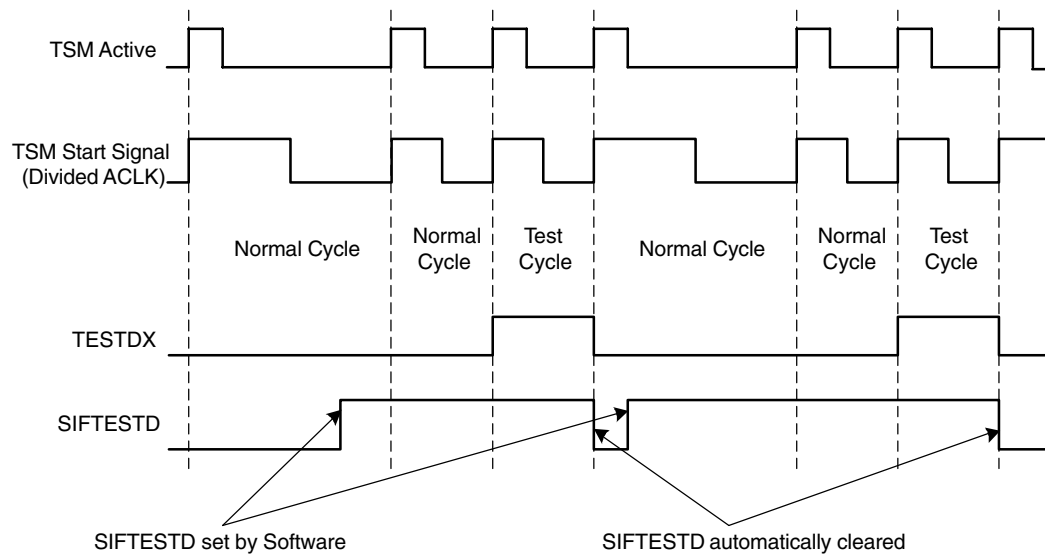 TSM Active
TSM Start Signal
(Divided ACLK)
Normal Cycle
Normal
Cycle
Test
Cycle
Normal Cycle
Normal
Cycle
Test
Cycle
TESTDX
SIFTESTD
SIFTESTD set by Software
SIFTESTD automatically cleared